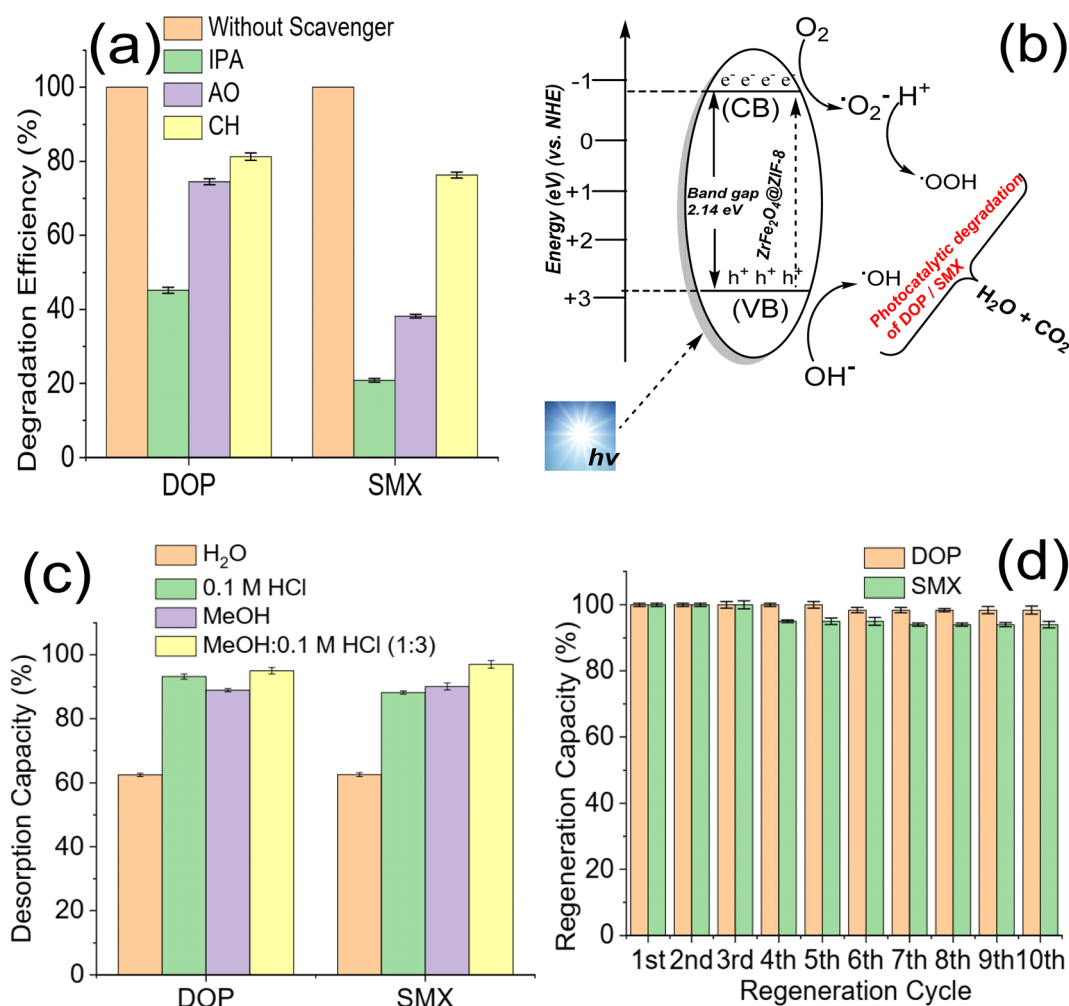 (a)
Without Scavenger
IPA
AO
CH
Degradation Efficiency (%)
100
80
60
40
20
0
DOP
SMX
(b)
Energy (eV) (vs. NHE)
-1
0
+1
+2
+3
O₂
e⁻ e⁻ e⁻ e⁻
(CB)
·O₂⁻ H⁺
·OOH
Band gap
2.14 eV
ZrFe₂O₄@ZIF-8
h⁺ h⁺ h⁺
(VB)
·OH
OH⁻
Photocatalytic degradation
of DOP / SMX
H₂O + CO₂
hv
(c)
H₂O
0.1 M HCl
MeOH
MeOH:0.1 M HCl (1:3)
Desorption Capacity (%)
100
80
60
40
20
0
DOP
SMX
(d)
DOP
SMX
Regeneration Capacity (%)
100
80
60
40
20
0
1st 2nd 3rd 4th 5th 6th 7th 8th 9th 10th
Regeneration Cycle